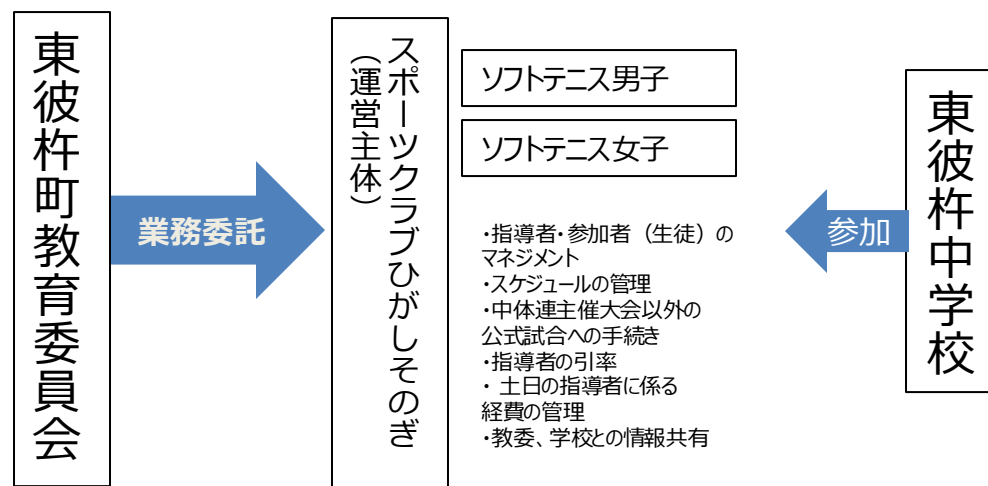 東彼杵町教育委員会
業務委託
スポーツクラブひがしそのぎ
（運営主体）
ソフトテニス男子
ソフトテニス女子
・指導者・参加者（生徒）の
マネジメント
・スケジュールの管理
・中体連主催大会以外の
公式試合への手続き
・指導者の引率
・ 土日の指導者に係る
経費の管理
・教委、学校との情報共有
参加
東彼杵中学校